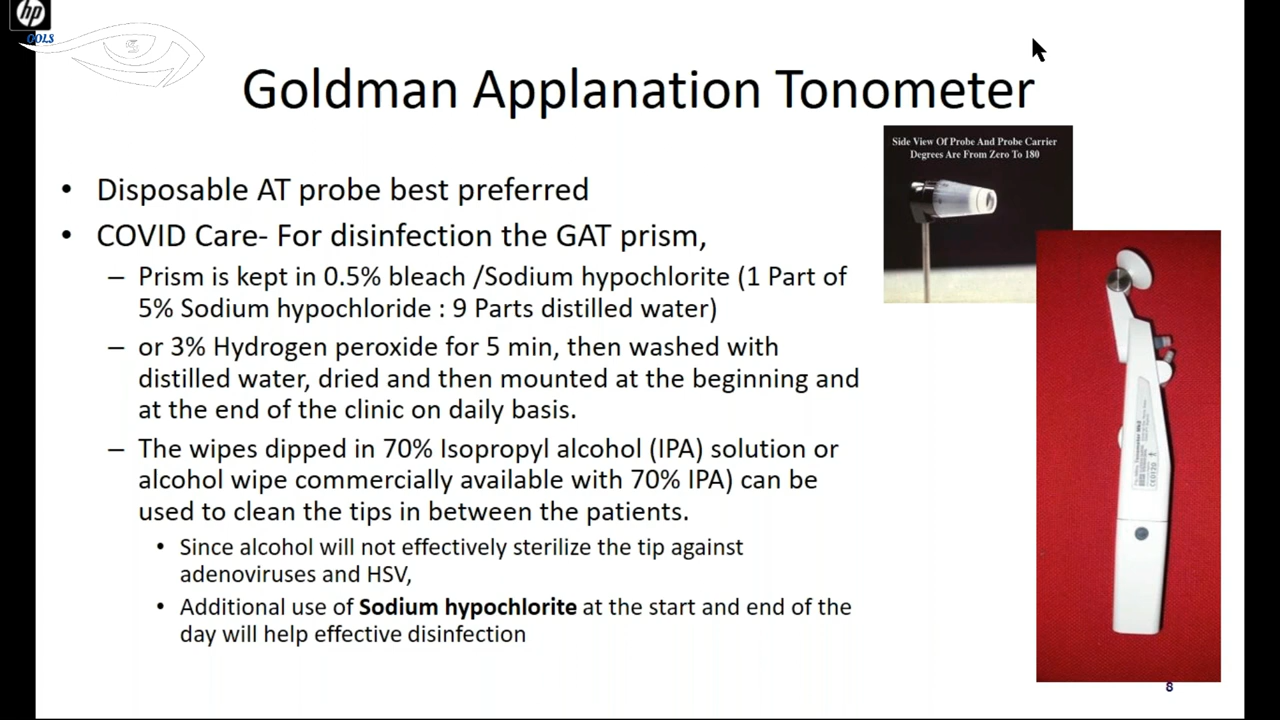 hp
OOLS
Goldman Applanation Tonometer
Side View Of Probe And Probe Carrier
Degrees Are From Zero To 180
• Disposable AT probe best preferred
• COVID Care- For disinfection the GAT prism,
– Prism is kept in 0.5% bleach /Sodium hypochlorite (1 Part of
5% Sodium hypochloride : 9 Parts distilled water)
– or 3% Hydrogen peroxide for 5 min, then washed with
distilled water, dried and then mounted at the beginning and
at the end of the clinic on daily basis.
– The wipes dipped in 70% Isopropyl alcohol (IPA) solution or
alcohol wipe commercially available with 70% IPA) can be
used to clean the tips in between the patients.
• Since alcohol will not effectively sterilize the tip against
adenoviruses and HSV,
• Additional use of Sodium hypochlorite at the start and end of the
day will help effective disinfection
8